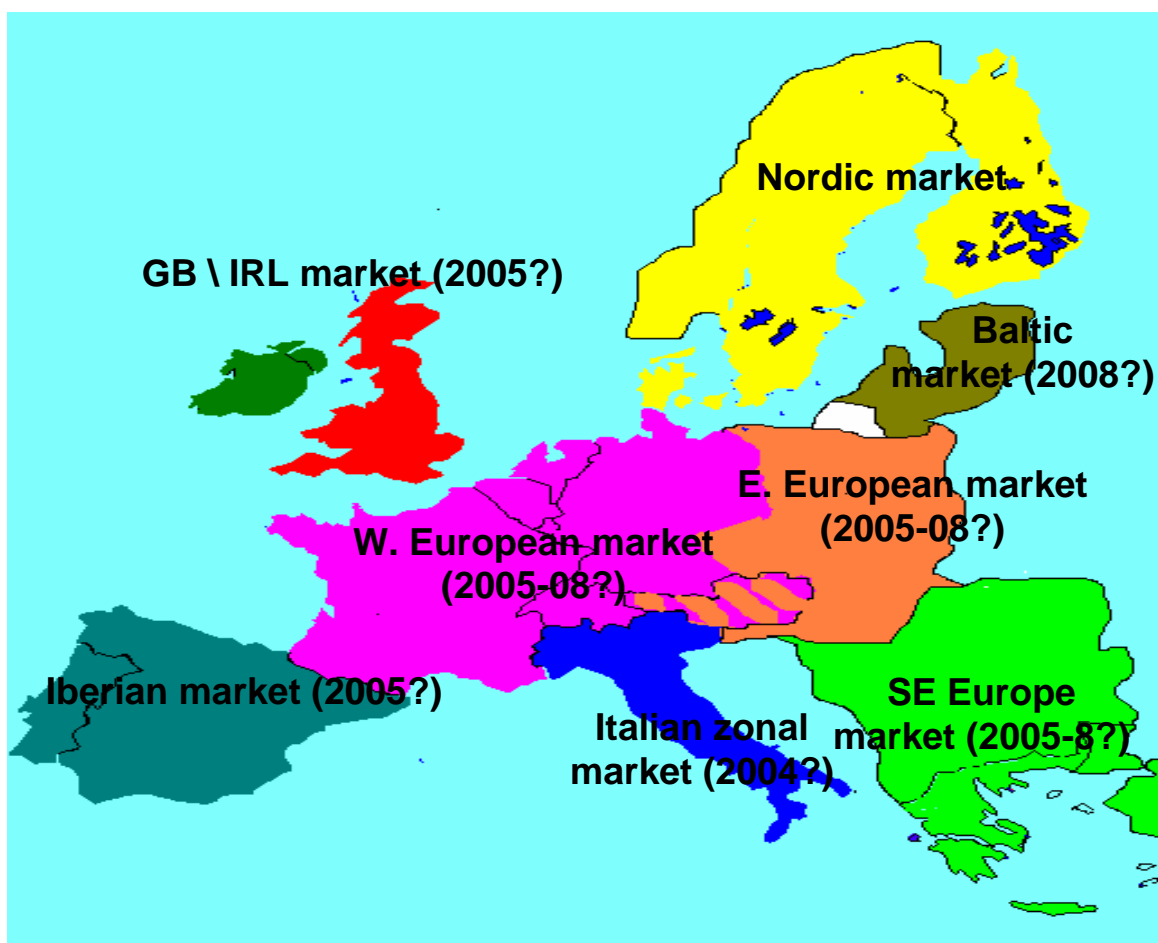 Nordic market
GB \ IRL market (2005?)
Baltic
market (2008?)
E. European market
(2005-08?)
W. European market
(2005-08?)
Iberian market (2005?)
SE Europe
market (2005-8?)
Italian zonal
market (2004?)